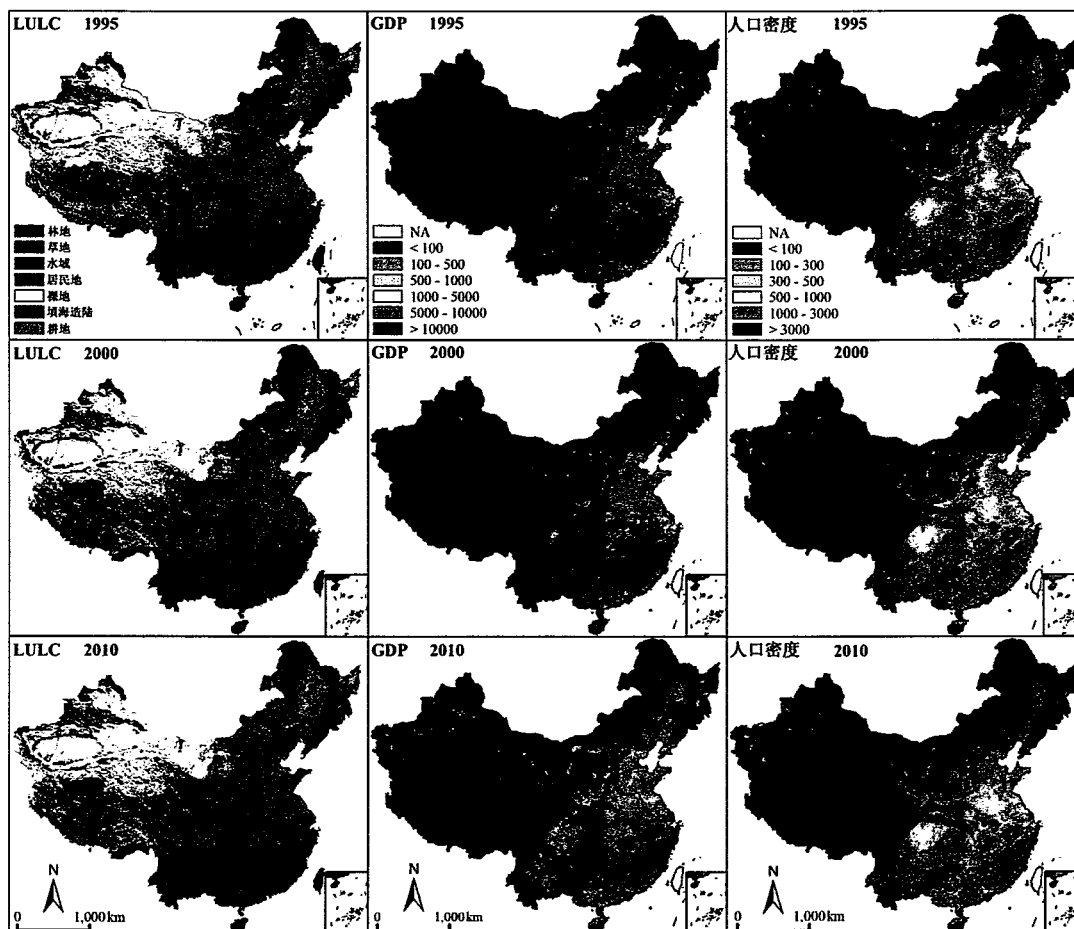 LULC 1995
林地
草地
水域
居民地
裸地
填海造陆
耕地
GDP 1995
NA
< 100
100 - 500
500 - 1000
1000 - 5000
5000 - 10000
> 10000
人口密度 1995
NA
< 100
100 - 300
300 - 500
500 - 1000
1000 - 3000
> 3000
LULC 2000
GDP 2000
人口密度 2000
LULC 2010
N
0 1,000 km
GDP 2010
N
0 1,000 km
人口密度 2010
N
0 1,000 km